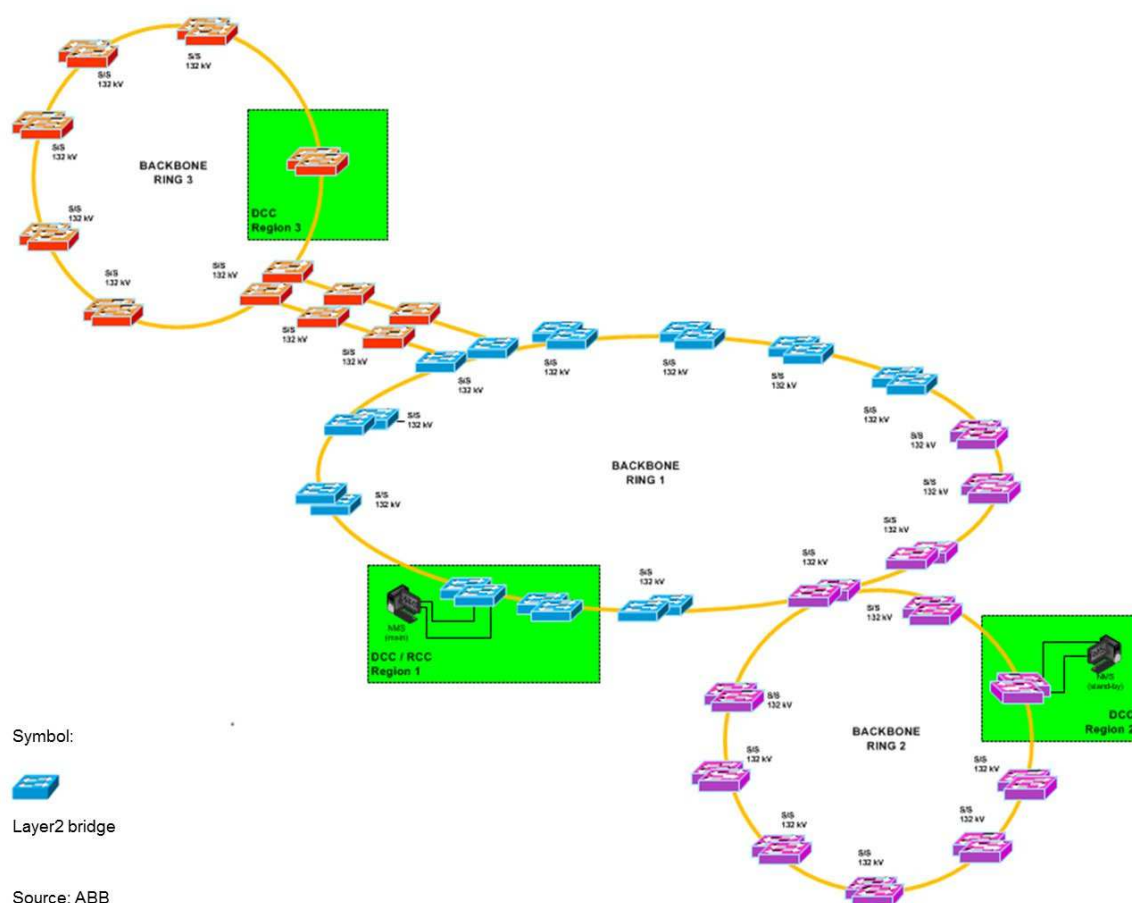 S/S
132 kV
S/S
132 kV
S/S
132 kV
BACKBONE
RING 3
DCC
Region 3
S/S
132 kV
S/S
132 kV
S/S
132 kV
S/S
132 kV
S/S
132 kV
S/S
132 kV
S/S
132 kV
S/S
132 kV
S/S
132 kV
S/S
132 kV
S/S
132 kV
S/S
132 kV
BACKBONE
RING 1
S/S
132 kV
S/S
132 kV
S/S
132 kV
S/S
132 kV
S/S
132 kV
NMS
(main)
DCC / RCC
Region 1
S/S
132 kV
NMS
(stand-by)
DCC
Region 2
S/S
132 kV
BACKBONE
RING 2
S/S
132 kV
S/S
132 kV
S/S
132 kV
S/S
132 kV
S/S
132 kV
Symbol:
Layer2 bridge
Source: ABB